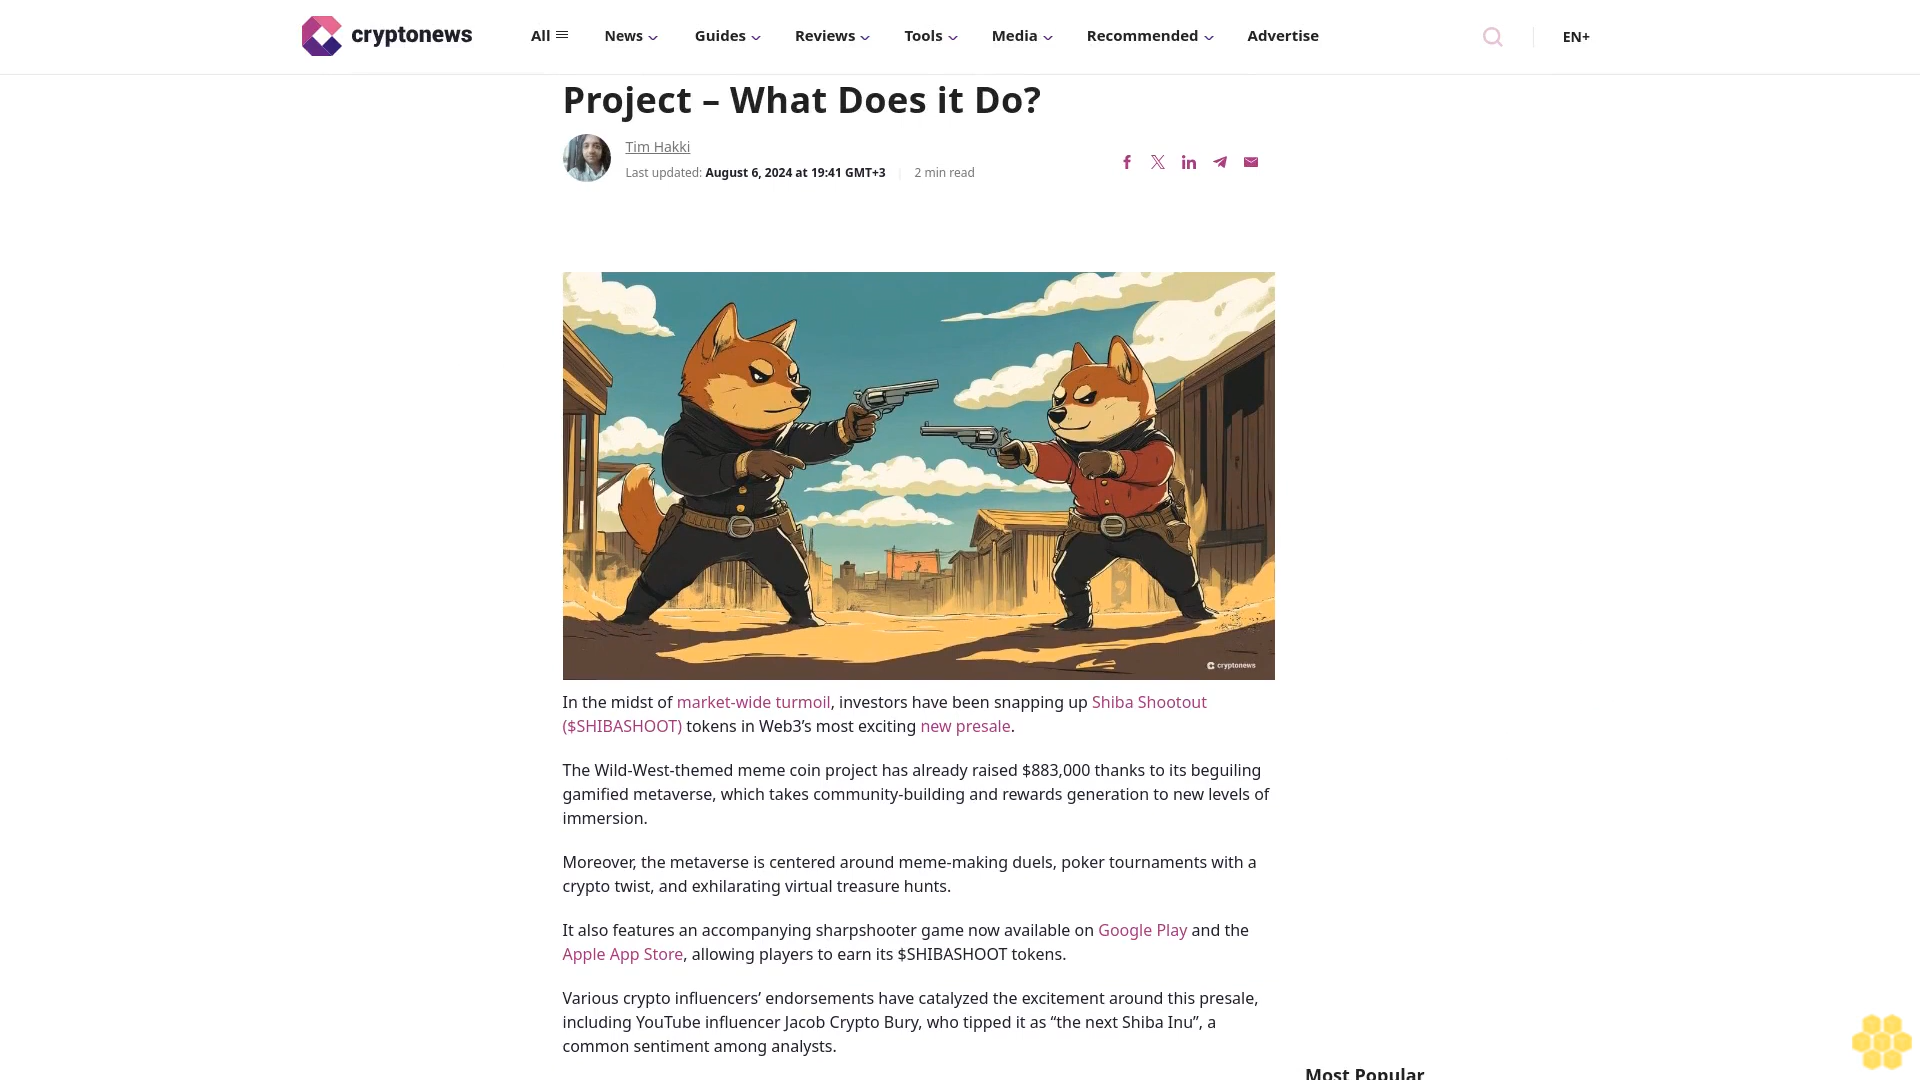 cryptonews
All
News
Guides
Reviews
Tools
Media
Recommended
Advertise
EN+
Project – What Does it Do?
Tim Hakki
Last updated: August 6, 2024 at 19:41 GMT+3 | 2 min read
cryptonews
In the midst of market-wide turmoil, investors have been snapping up Shiba Shootout
($SHIBASHOOT) tokens in Web3’s most exciting new presale.
The Wild-West-themed meme coin project has already raised $883,000 thanks to its beguiling
gamified metaverse, which takes community-building and rewards generation to new levels of
immersion.
Moreover, the metaverse is centered around meme-making duels, poker tournaments with a
crypto twist, and exhilarating virtual treasure hunts.
It also features an accompanying sharpshooter game now available on Google Play and the
Apple App Store, allowing players to earn its $SHIBASHOOT tokens.
Various crypto influencers’ endorsements have catalyzed the excitement around this presale,
including YouTube influencer Jacob Crypto Bury, who tipped it as “the next Shiba Inu”, a
common sentiment among analysts.
Most Popular